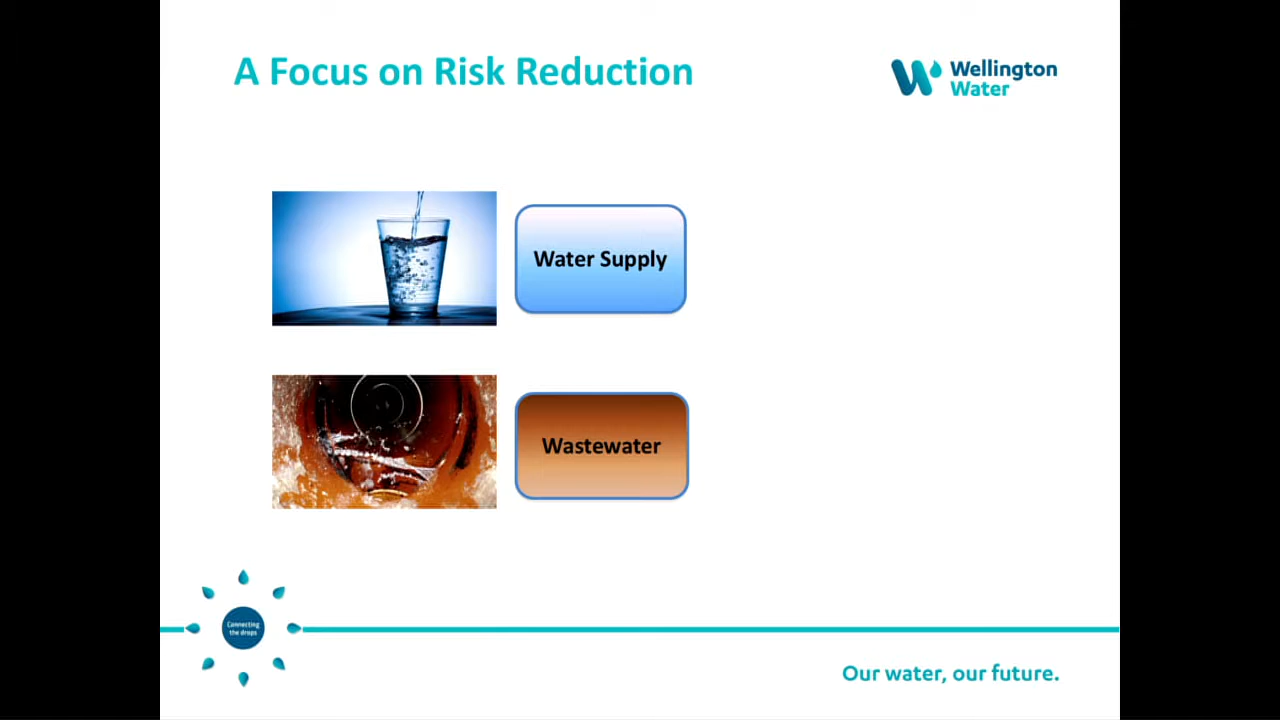 A Focus on Risk Reduction
Wellington
Water
Water Supply
Wastewater
Connecting
the drops
Our water, our future.